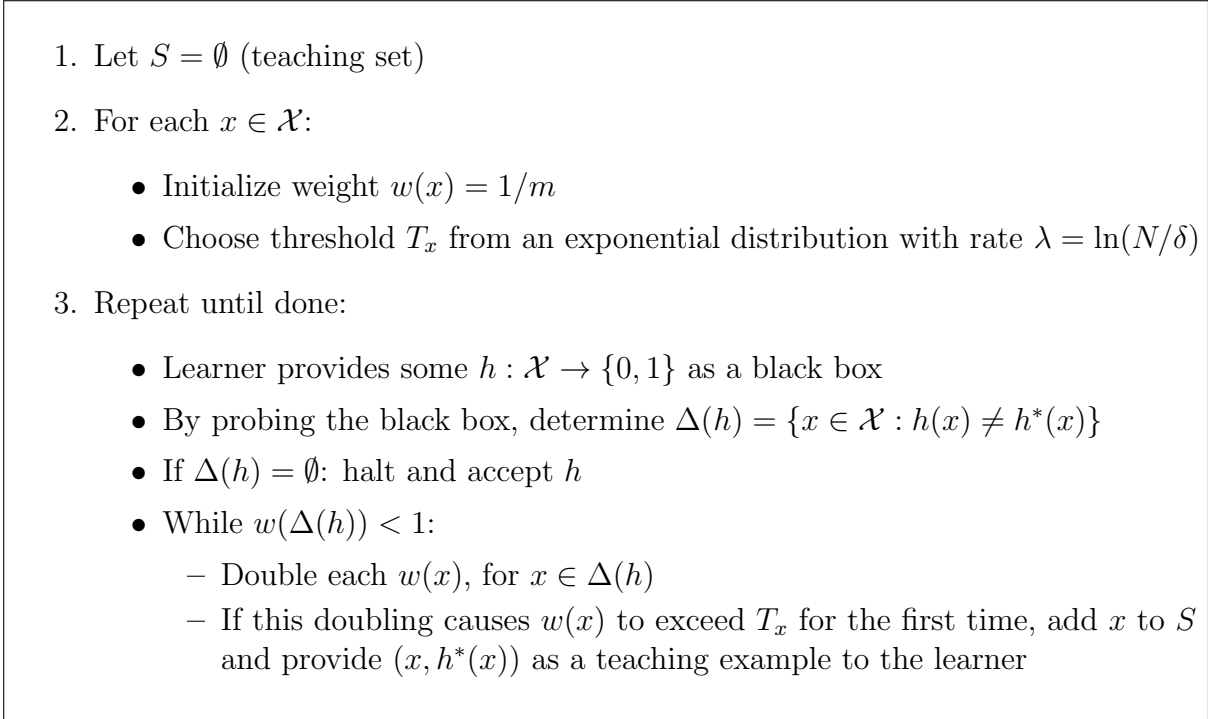 1. Let S = ∅ (teaching set)
2. For each x ∈ 𝒳:
• Initialize weight w(x) = 1/m
• Choose threshold Tₓ from an exponential distribution with rate λ = ln(N/δ)
3. Repeat until done:
• Learner provides some h : 𝒳 → {0, 1} as a black box
• By probing the black box, determine Δ(h) = {x ∈ 𝒳 : h(x) ≠ h*(x)}
• If Δ(h) = ∅: halt and accept h
• While w(Δ(h)) < 1:
– Double each w(x), for x ∈ Δ(h)
– If this doubling causes w(x) to exceed Tₓ for the first time, add x to S
and provide (x, h*(x)) as a teaching example to the learner